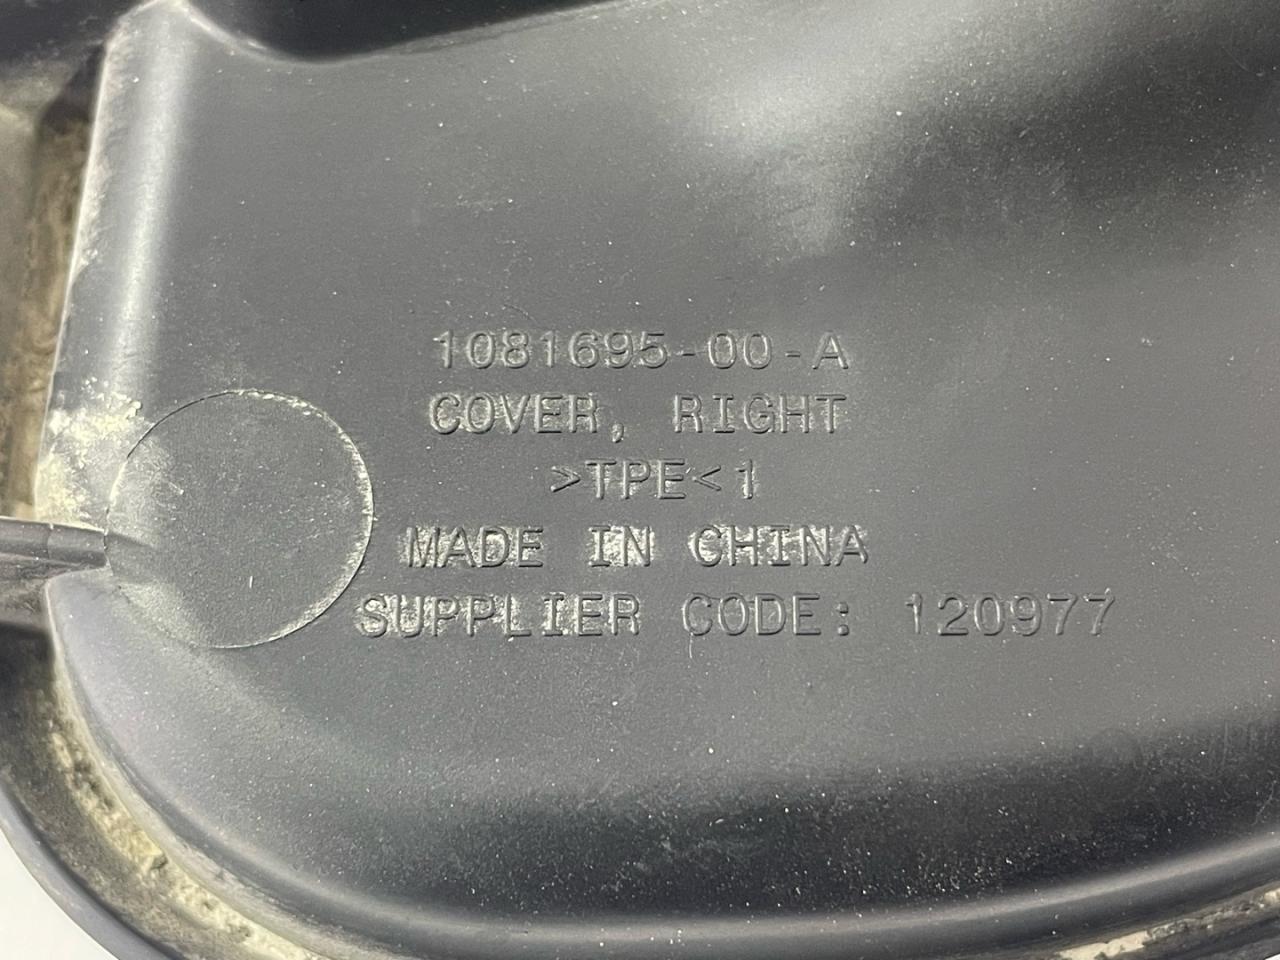 1081695-00-A
COVER, RIGHT
>TPE<1
MADE IN CHINA
SUPPLIER CODE: 120977